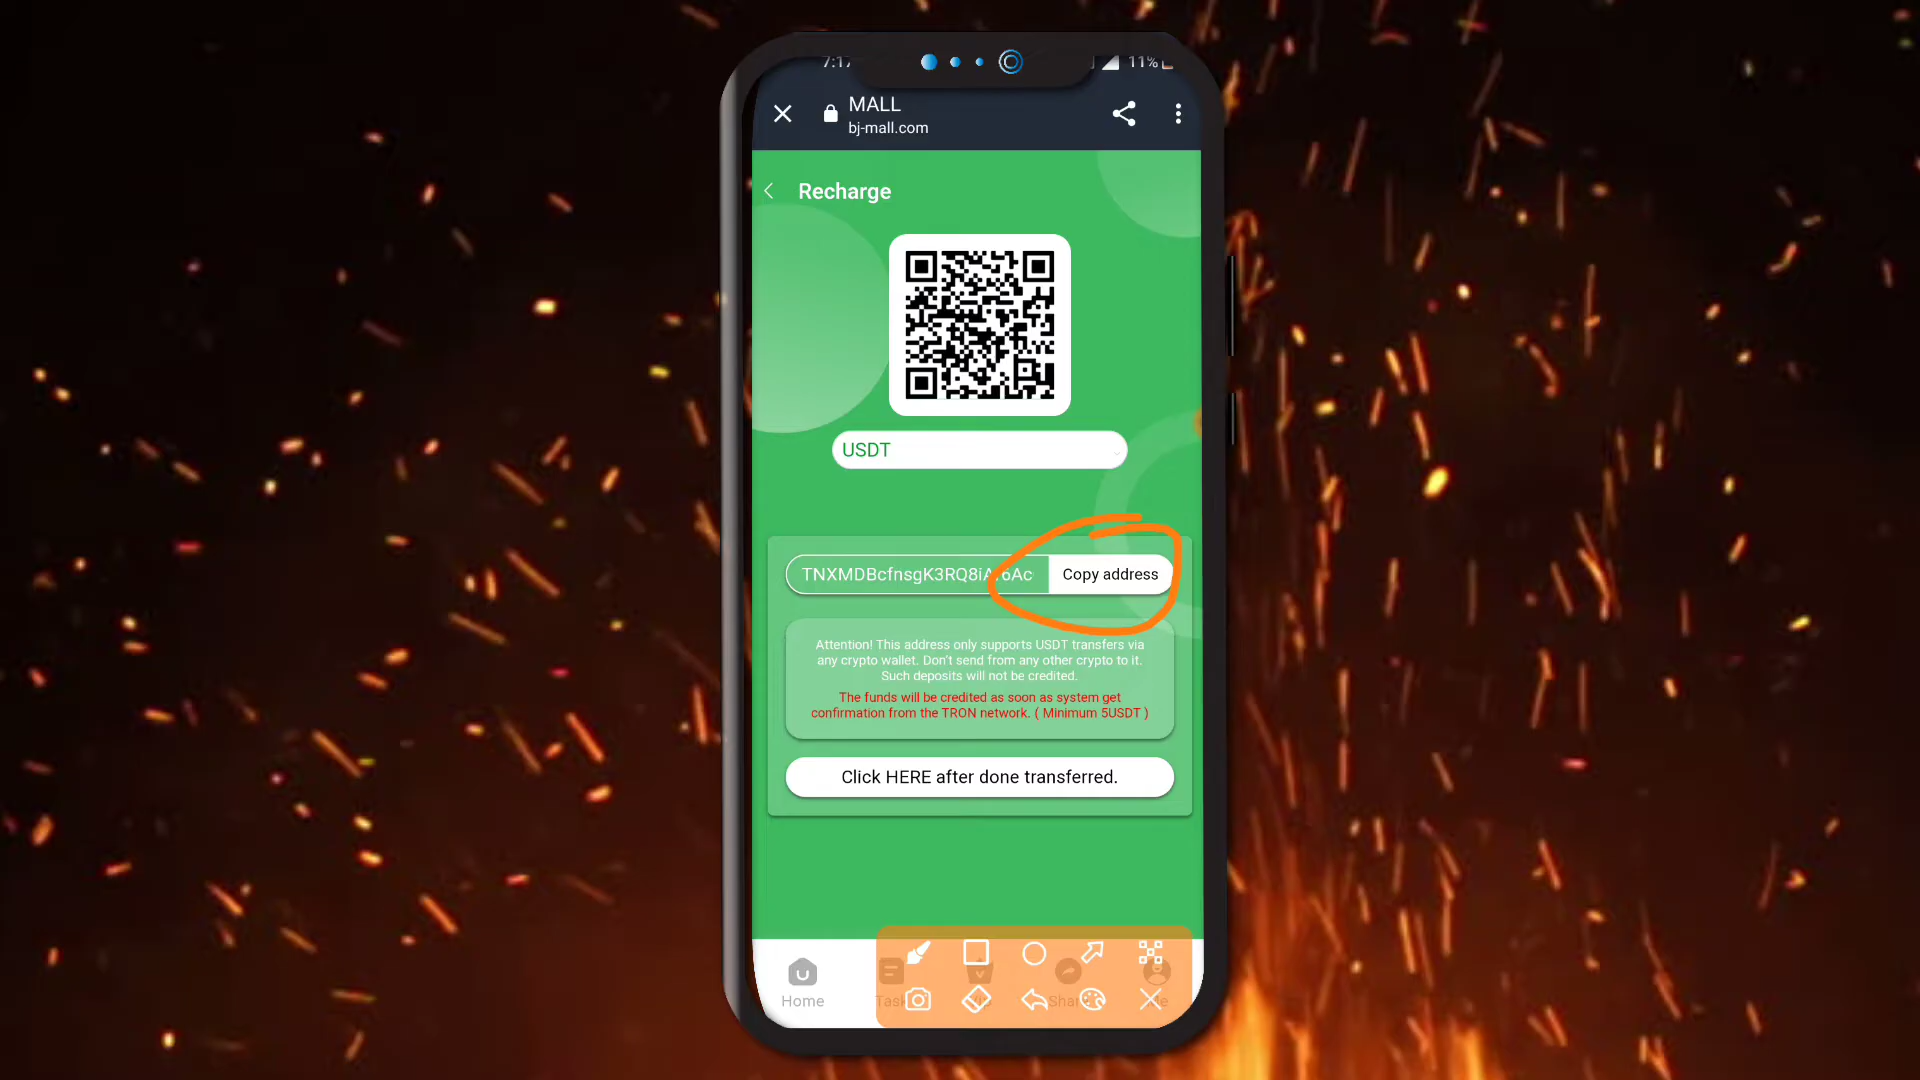 11%
MALL
bj-mall.com
Recharge
USDT
Copy address
Attention! This address only supports USDT transfers via
any crypto wallet. Don't send from any other crypto to it.
Such deposits will not be credited.
The funds will be credited as soon as system get
confirmation from the TRON network. ( Minimum 5USDT )
Click HERE after done transferred.
Home